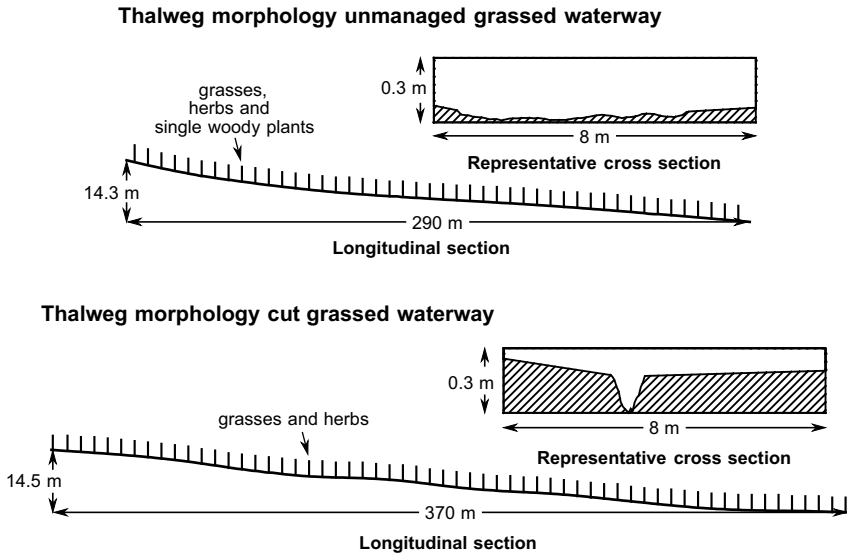 Thalweg morphology unmanaged grassed waterway
grasses,
herbs and
single woody plants
0.3 m
8 m
Representative cross section
14.3 m
290 m
Longitudinal section
Thalweg morphology cut grassed waterway
0.3 m
8 m
Representative cross section
grasses and herbs
14.5 m
370 m
Longitudinal section